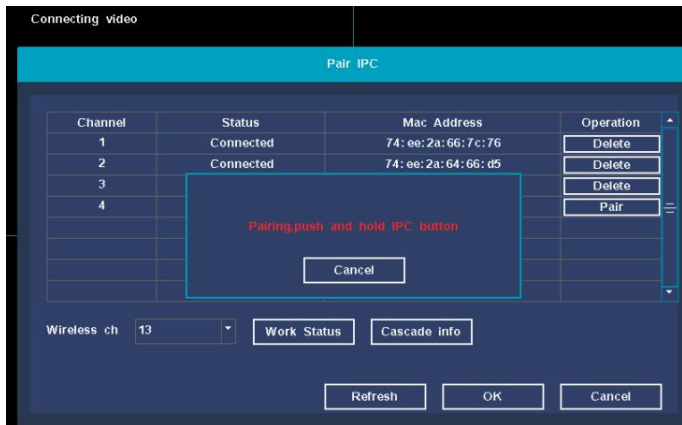 Connecting video
Pair IPC
Channel Status Mac Address Operation
1 Connected 74:ee:2a:66:7c:76 Delete
2 Connected 74:ee:2a:64:66:d5 Delete
3 Delete
4 Pair
Pairing,push and hold IPC button
Cancel
Wireless ch 13 Work Status Cascade info
Refresh OK Cancel